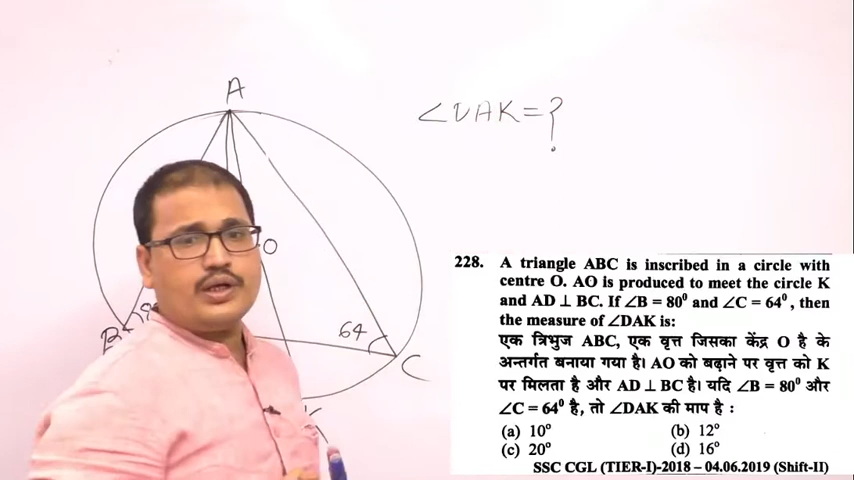 A
∠DAK=?
O
B
64
C
228. A triangle ABC is inscribed in a circle with
centre O. AO is produced to meet the circle K
and AD ⊥ BC. If ∠B = 80⁰ and ∠C = 64⁰, then
the measure of ∠DAK is:
एक त्रिभुज ABC, एक वृत्त जिसका केंद्र O है के
अन्तर्गत बनाया गया है। AO को बढ़ाने पर वृत्त को K
पर मिलता है और AD ⊥ BC है। यदि ∠B = 80⁰ और
∠C = 64⁰ है, तो ∠DAK की माप है :
(a) 10° (b) 12°
(c) 20° (d) 16°
SSC CGL (TIER-I)-2018 – 04.06.2019 (Shift-II)